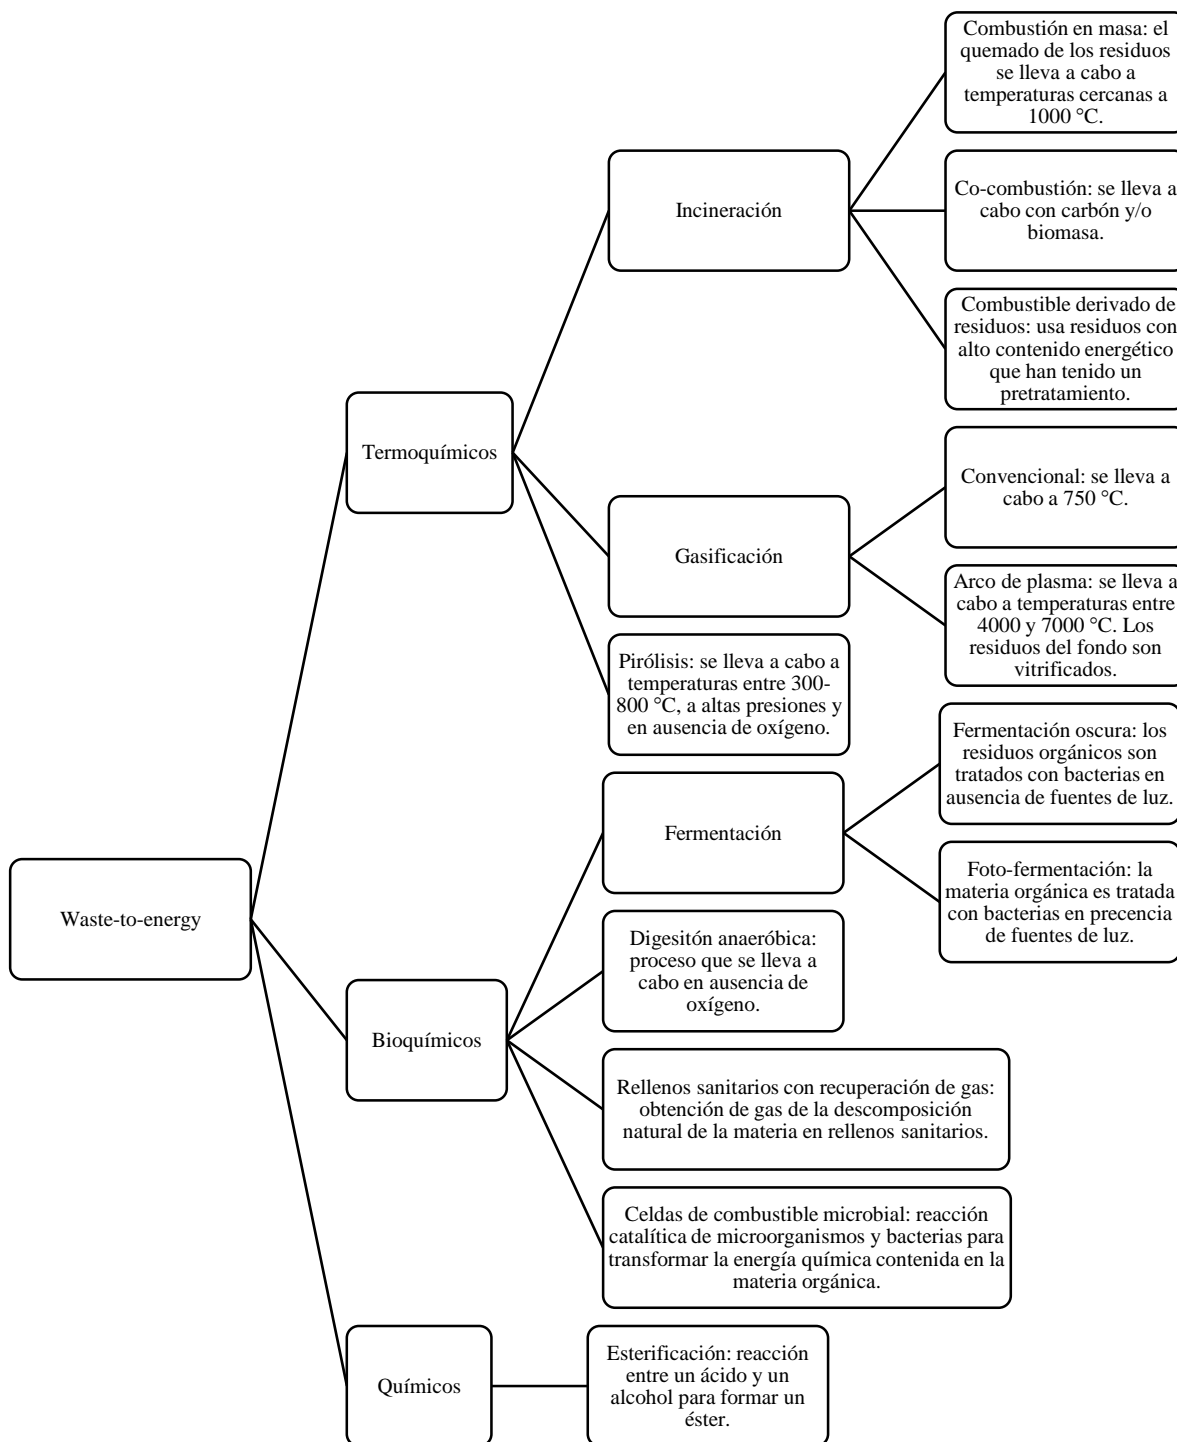 Waste-to-energy
Termoquímicos
Incineración
Combustión en masa: el
quemado de los residuos
se lleva a cabo a
temperaturas cercanas a
1000 °C.
Co-combustión: se lleva a
cabo con carbón y/o
biomasa.
Combustible derivado de
residuos: usa residuos con
alto contenido energético
que han tenido un
pretratamiento.
Gasificación
Convencional: se lleva a
cabo a 750 °C.
Arco de plasma: se lleva a
cabo a temperaturas entre
4000 y 7000 °C. Los
residuos del fondo son
vitrificados.
Pirólisis: se lleva a cabo a
temperaturas entre 300-
800 °C, a altas presiones y
en ausencia de oxígeno.
Bioquímicos
Fermentación
Fermentación oscura: los
residuos orgánicos son
tratados con bacterias en
ausencia de fuentes de luz.
Foto-fermentación: la
materia orgánica es tratada
con bacterias en precencia
de fuentes de luz.
Digesitón anaeróbica:
proceso que se lleva a
cabo en ausencia de
oxígeno.
Rellenos sanitarios con recuperación de gas:
obtención de gas de la descomposición
natural de la materia en rellenos sanitarios.
Celdas de combustible microbial: reacción
catalítica de microorganismos y bacterias para
transformar la energía química contenida en la
materia orgánica.
Químicos
Esterificación: reacción
entre un ácido y un
alcohol para formar un
éster.